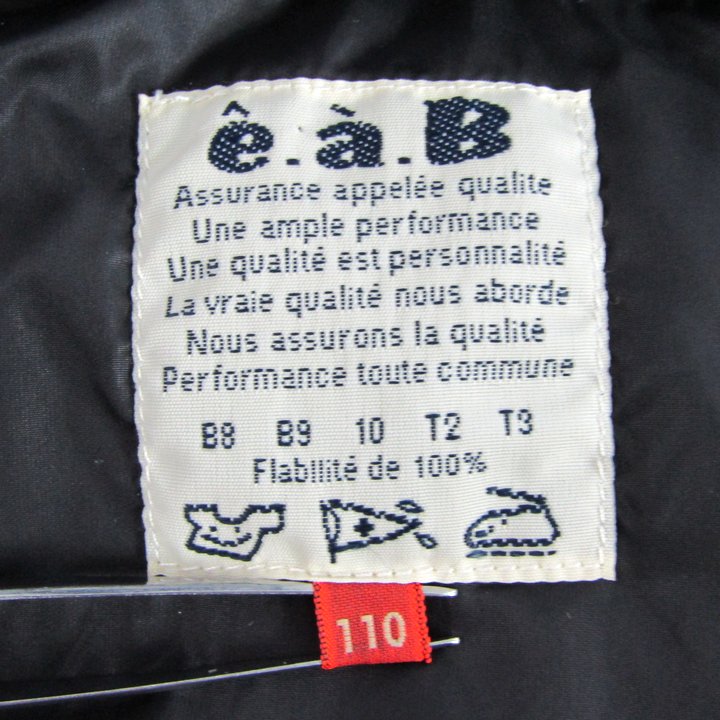 ê.à.B
Assurance appelée qualite
Une ample performance
Une qualité est personnalité
La vraie qualité nous aborde
Nous assurons la qualité
Performance toute commune
B8 B9 10 T2 T3
Flabilité de 100%
110